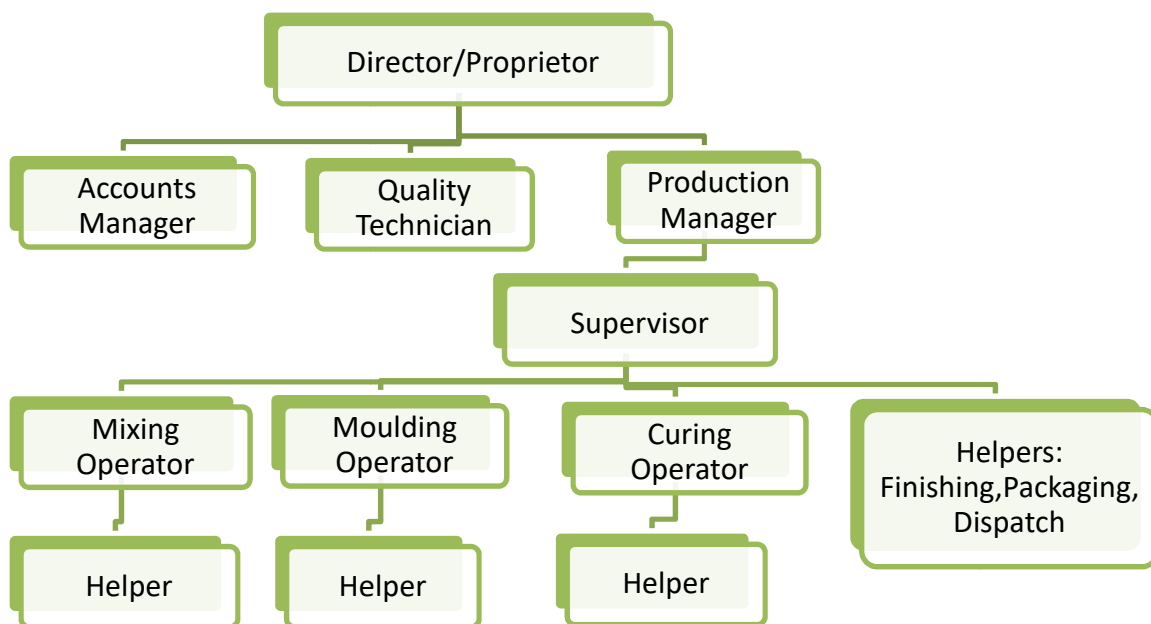 Director/Proprietor
Accounts
Manager
Quality
Technician
Production
Manager
Supervisor
Mixing
Operator
Moulding
Operator
Curing
Operator
Helpers:
Finishing,Packaging,
Dispatch
Helper
Helper
Helper